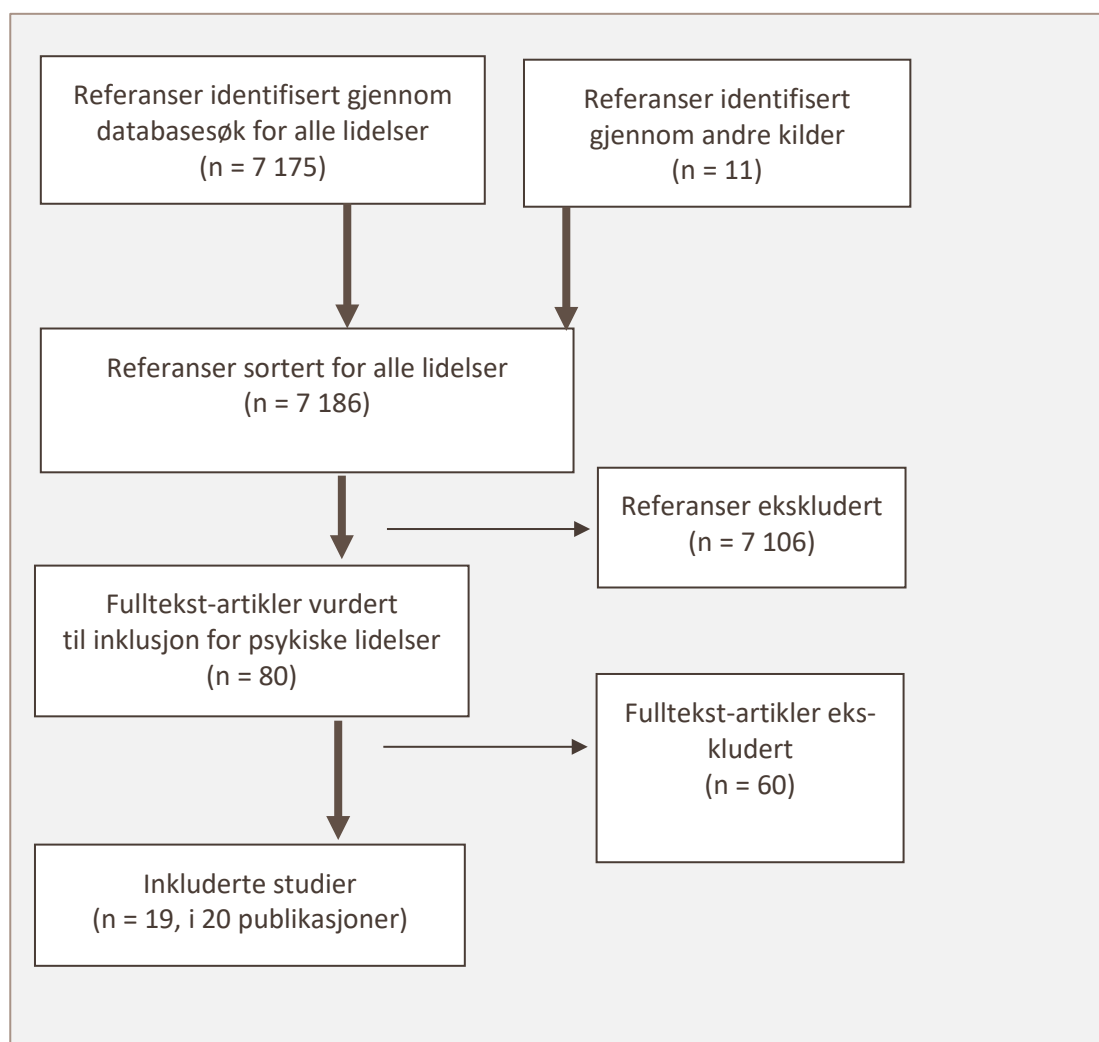 Referanser identifisert gjennom
databasesøk for alle lidelser
(n = 7 175)
Referanser identifisert
gjennom andre kilder
(n = 11)
Referanser sortert for alle lidelser
(n = 7 186)
Referanser ekskludert
(n = 7 106)
Fulltekst-artikler vurdert
til inklusjon for psykiske lidelser
(n = 80)
Fulltekst-artikler eks-
kludert
(n = 60)
Inkluderte studier
(n = 19, i 20 publikasjoner)